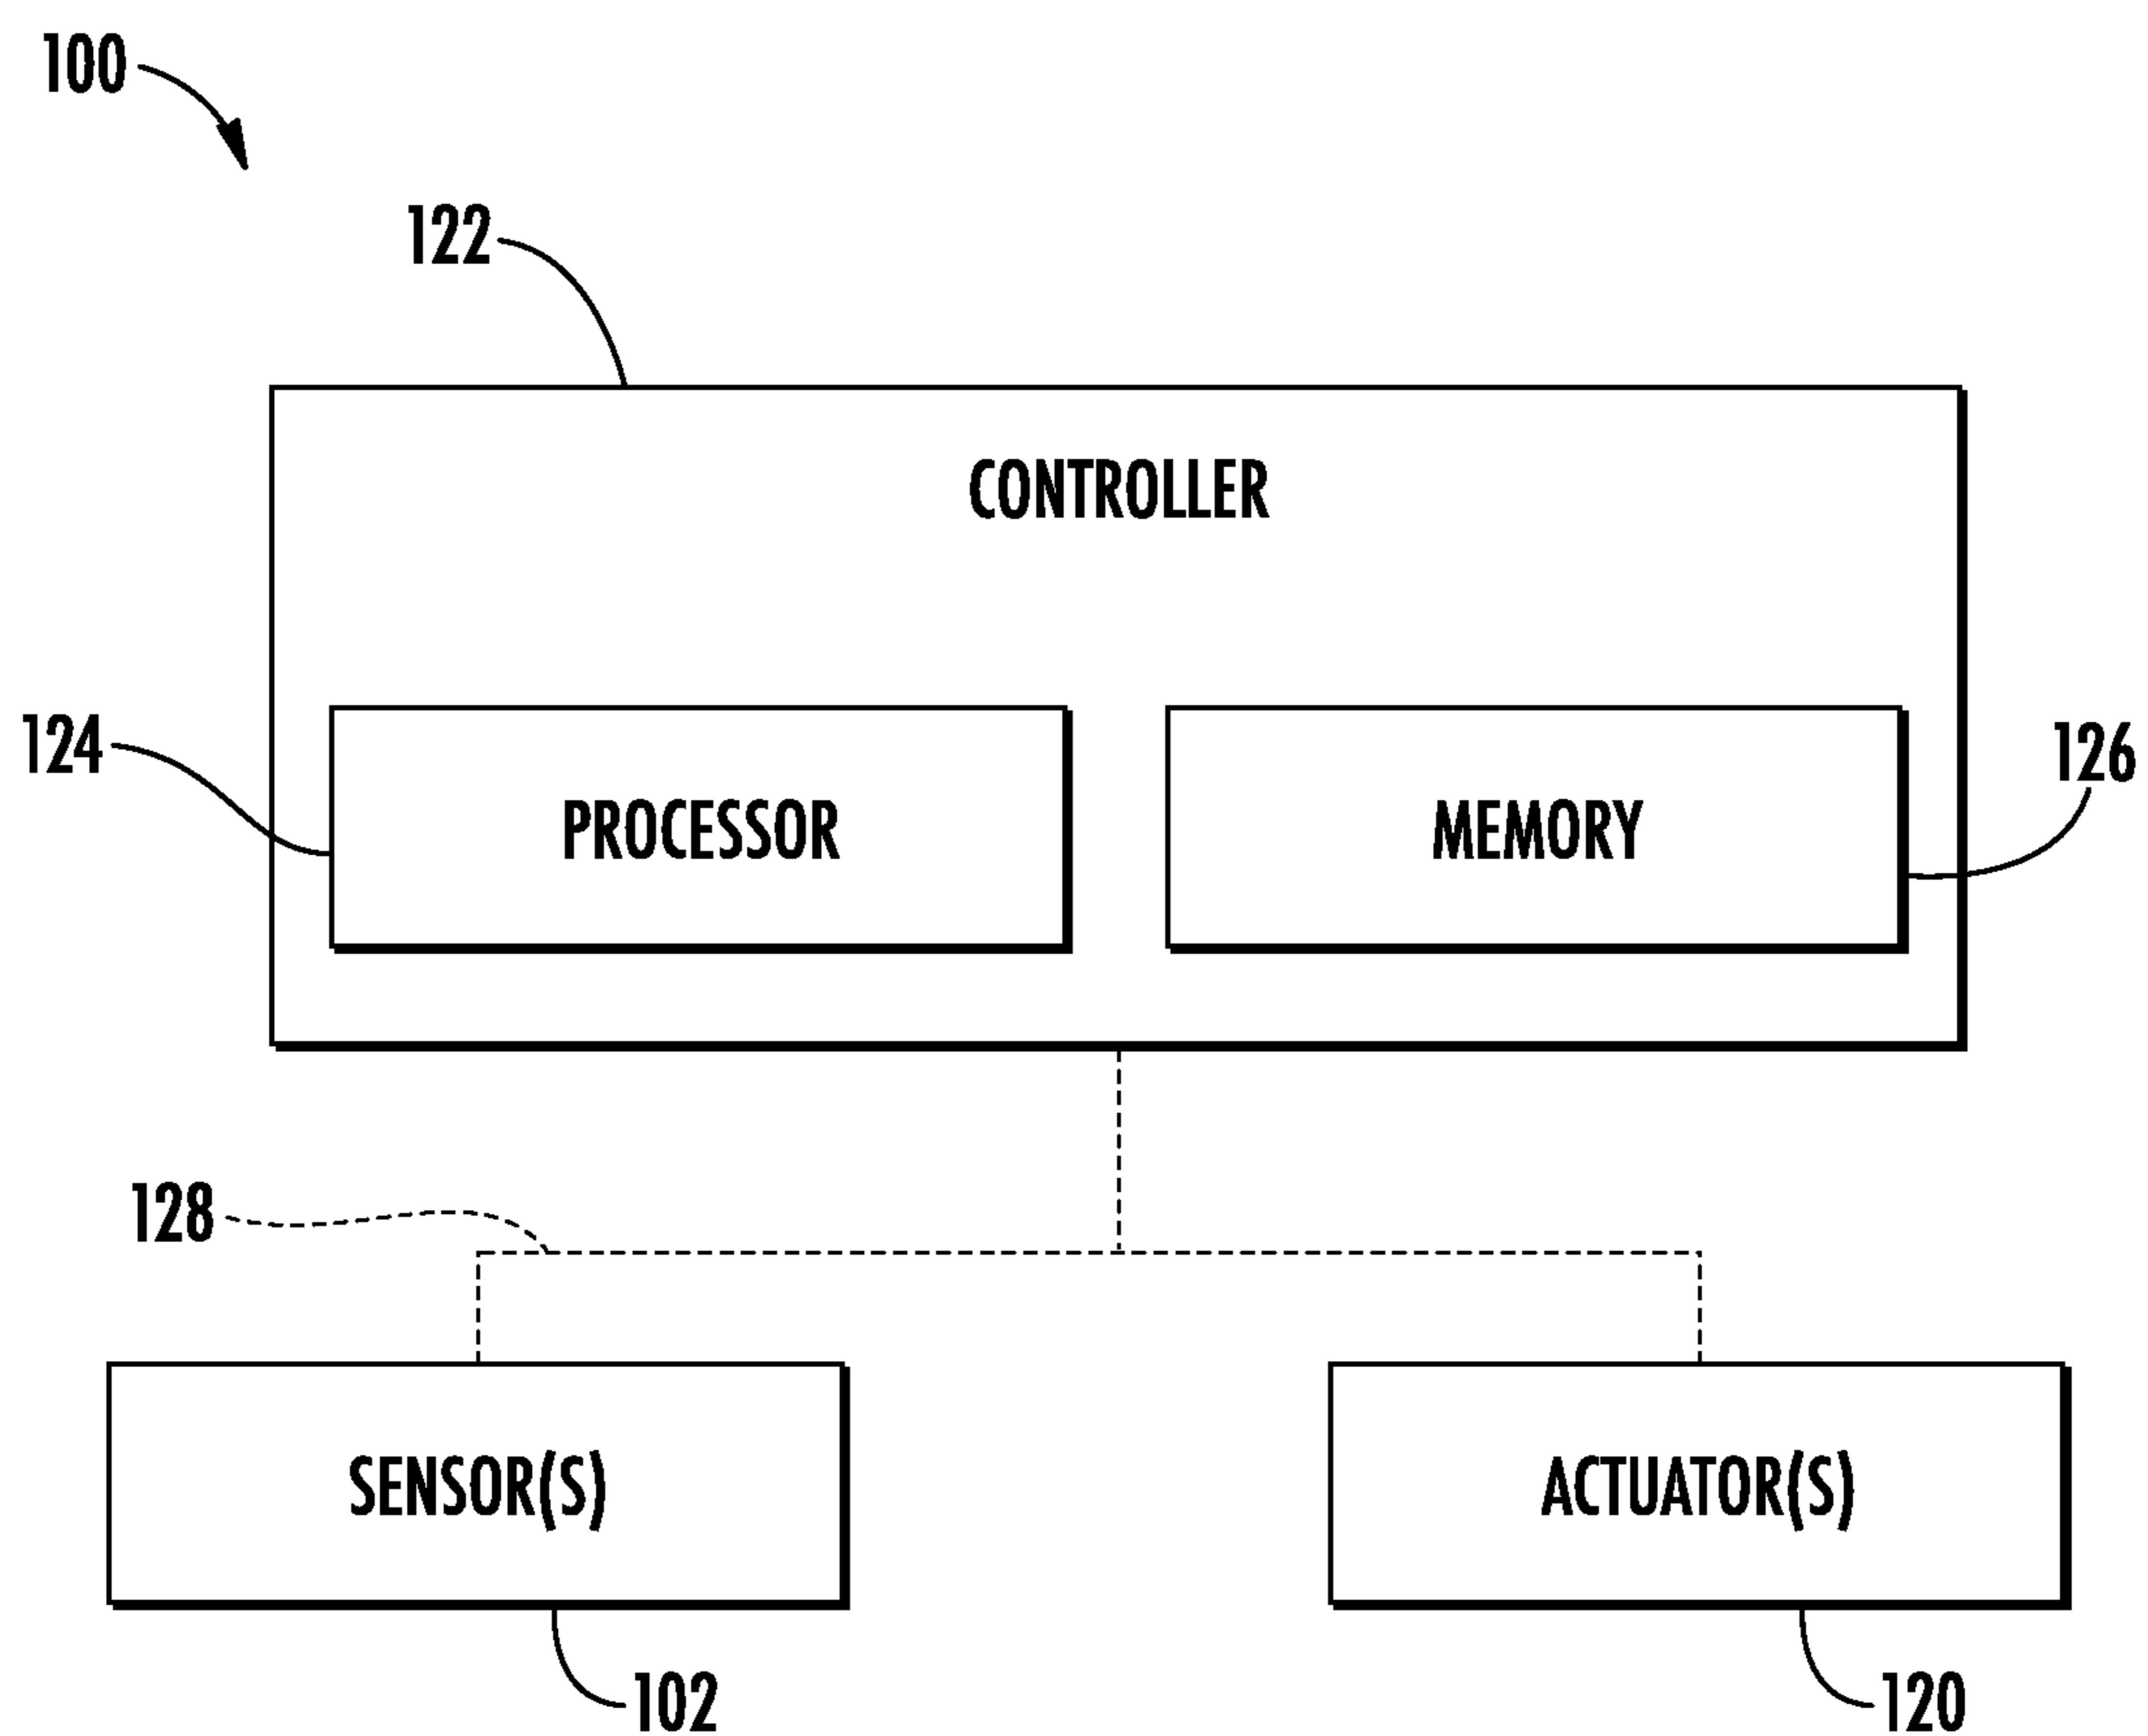 100
122
CONTROLLER
124
PROCESSOR
MEMORY
126
128
SENSOR(S)
ACTUATOR(S)
102
120